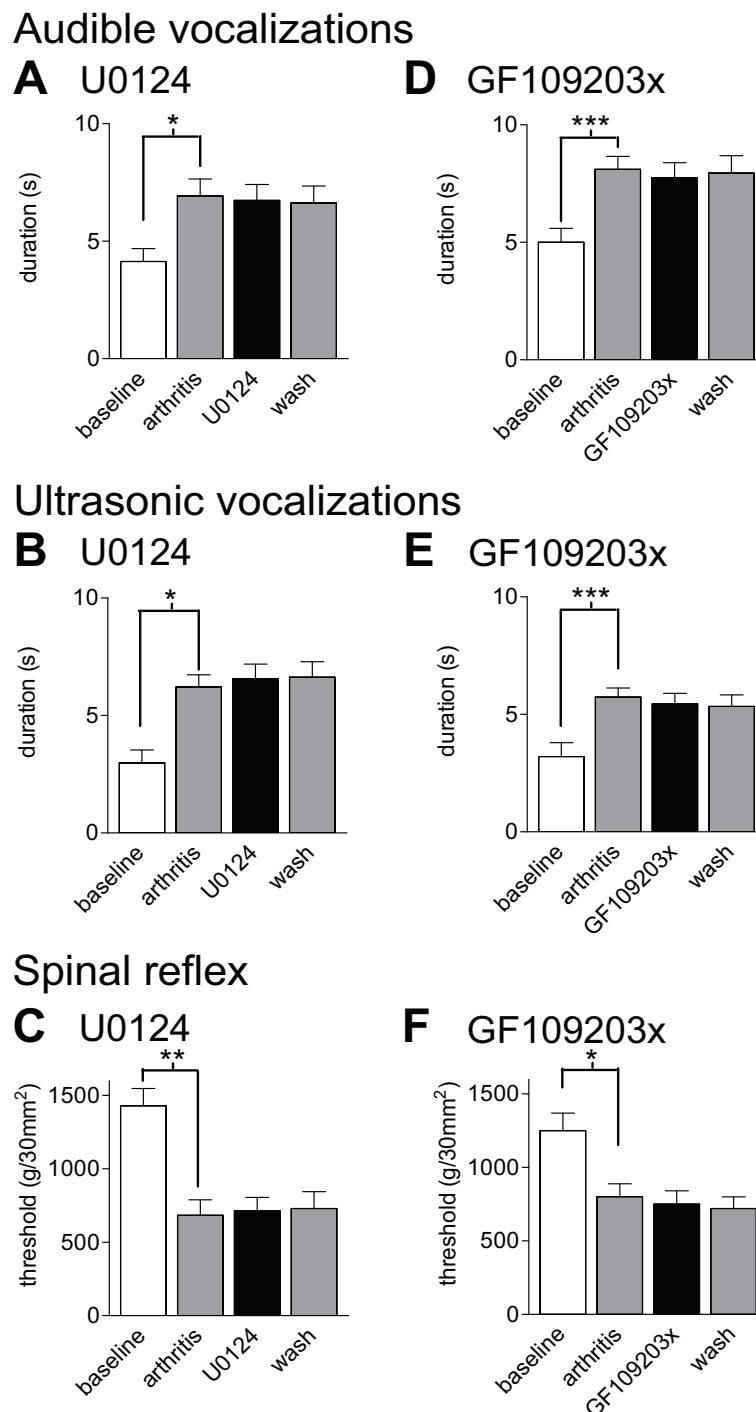 Audible vocalizations
A U0124
D GF109203x
*
***
10
5
0
duration (s)
baseline
arthritis
U0124
wash
10
5
0
duration (s)
baseline
arthritis
GF109203x
wash
Ultrasonic vocalizations
B U0124
E GF109203x
*
***
10
5
0
duration (s)
baseline
arthritis
U0124
wash
10
5
0
duration (s)
baseline
arthritis
GF109203x
wash
Spinal reflex
C U0124
F GF109203x
**
*
1500
1000
500
0
threshold (g/30mm²)
baseline
arthritis
U0124
wash
1500
1000
500
0
threshold (g/30mm²)
baseline
arthritis
GF109203x
wash